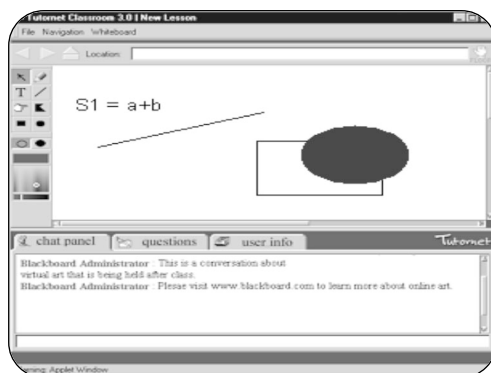 Tutornet Classroom 3.0 | New Lesson
File Navigation Whiteboard
Location:
S1 = a+b
T
chat panel questions user info Tutornet
Blackboard Administrator : This is a conversation about
virtual art that is being held after class.
Blackboard Administrator : Please visit www.blackboard.com to learn more about online art.
Applet Window